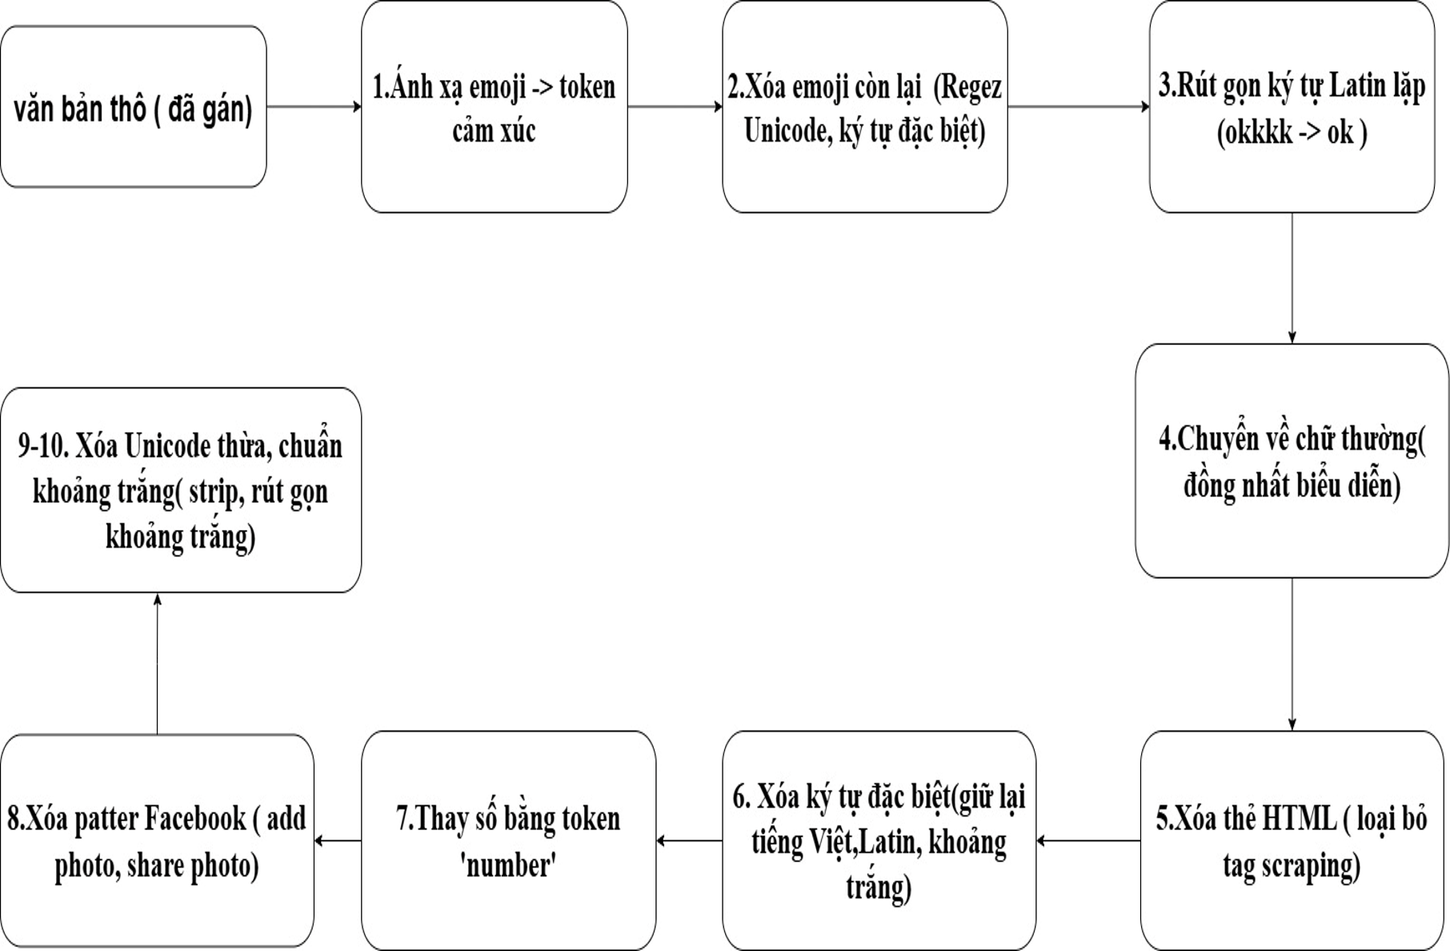 văn bản thô ( đã gán)
1.Ánh xạ emoji -> token
cảm xúc
2.Xóa emoji còn lại  (Regez
Unicode, ký tự đặc biệt)
3.Rút gọn ký tự Latin lặp
(okkkk -> ok )
4.Chuyển về chữ thường(
đồng nhất biểu diễn)
5.Xóa thẻ HTML ( loại bỏ
tag scraping)
6. Xóa ký tự đặc biệt(giữ lại
tiếng Việt,Latin, khoảng
trắng)
7.Thay số bằng token
'number'
8.Xóa patter Facebook ( add
photo, share photo)
9-10. Xóa Unicode thừa, chuẩn
khoảng trắng( strip, rút gọn
khoảng trắng)